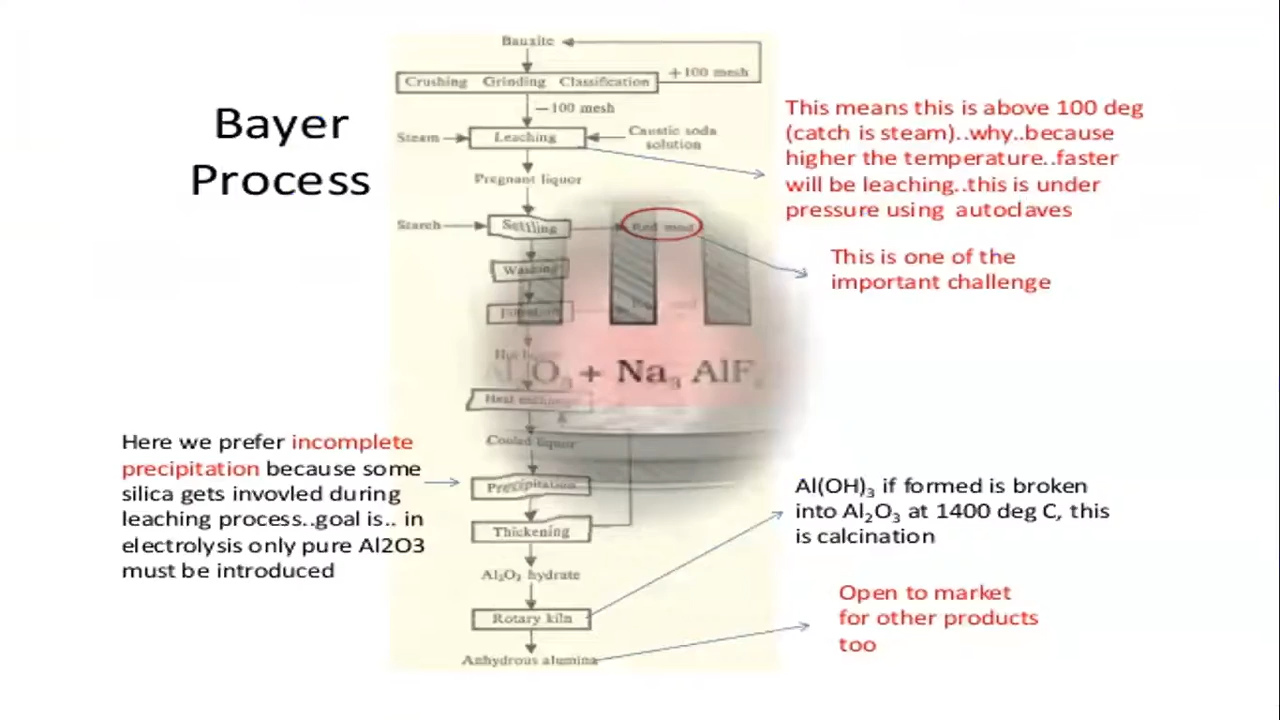 Bayer
Process
Bauxite
Crushing Grinding Classification
+100 mesh
−100 mesh
Steam
Leaching
Caustic soda
solution
Pregnant liquor
Starch
Settling
Red mud
Washing
Heat
Cooled liquor
Precipitation
Thickening
Al2O3 hydrate
Rotary kiln
Anhydrous alumina
O3 + Na3 AlF
This means this is above 100 deg
(catch is steam)..why..because
higher the temperature..faster
will be leaching..this is under
pressure using autoclaves
This is one of the
important challenge
Here we prefer incomplete
precipitation because some
silica gets invovled during
leaching process..goal is.. in
electrolysis only pure Al2O3
must be introduced
Al(OH)3 if formed is broken
into Al2O3 at 1400 deg C, this
is calcination
Open to market
for other products
too